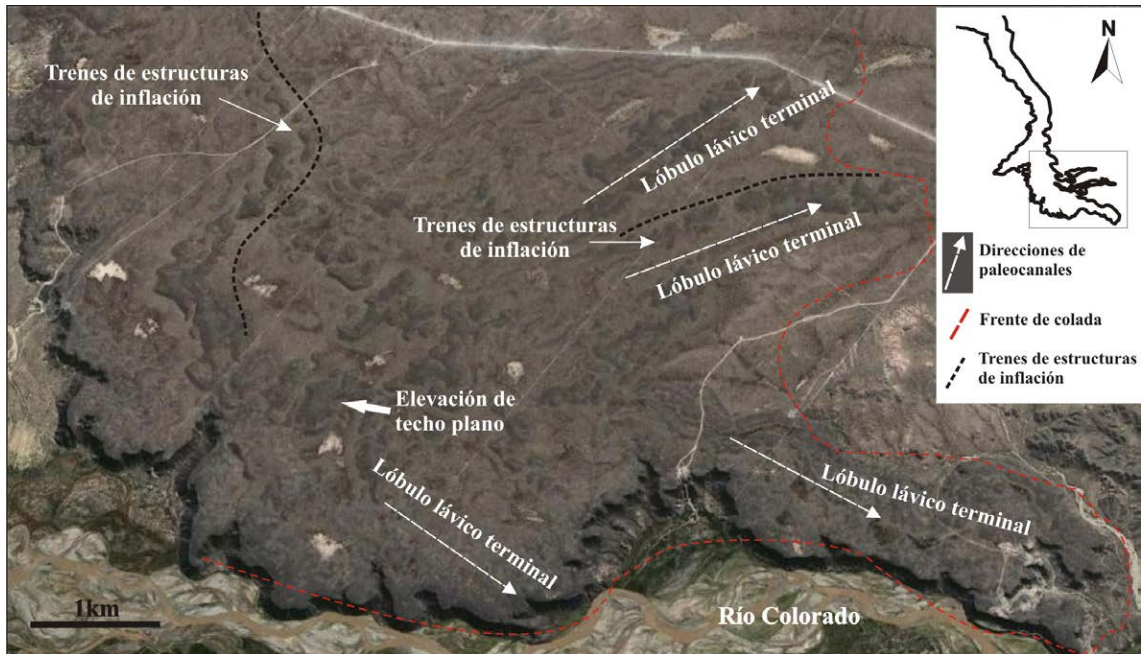 Trenes de estructuras
de inflación
Lóbulo lávico terminal
Trenes de estructuras
de inflación
Lóbulo lávico terminal
Elevación de
techo plano
Lóbulo lávico terminal
Lóbulo lávico terminal
Río Colorado
1km
N
Direcciones de
paleocanales
Frente de colada
Trenes de estructuras
de inflación